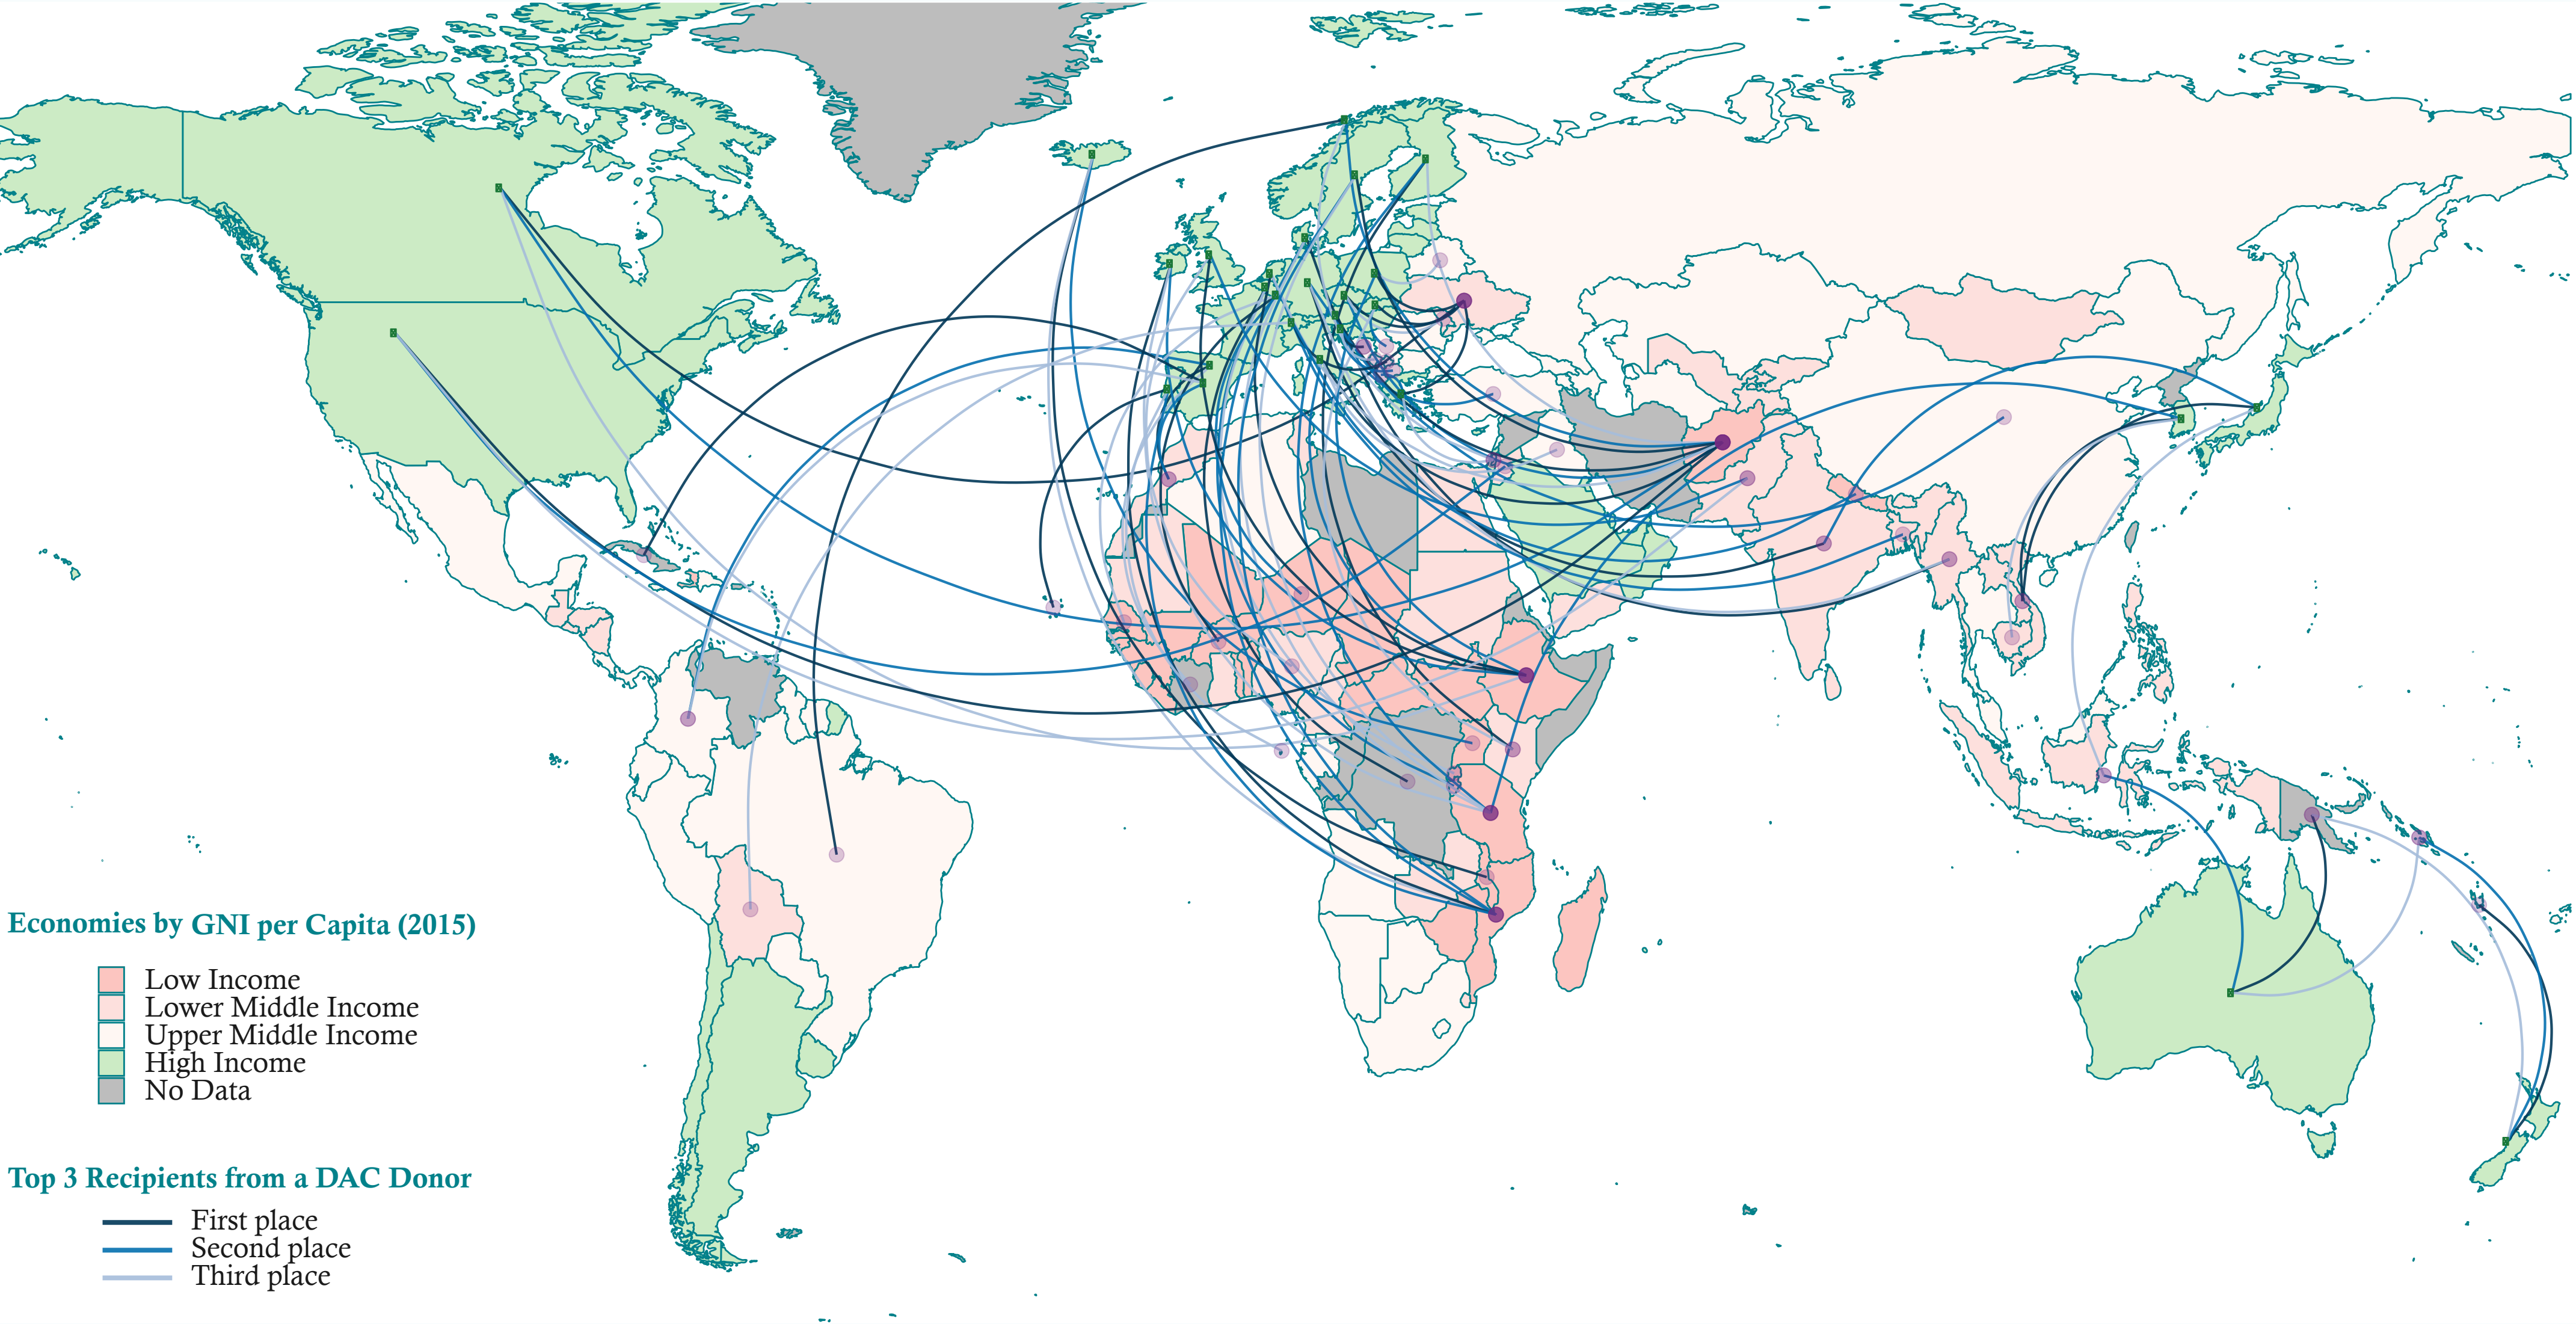 Economies by GNI per Capita (2015)
Low Income
Lower Middle Income
Upper Middle Income
High Income
No Data
Top 3 Recipients from a DAC Donor
First place
Second place
Third place